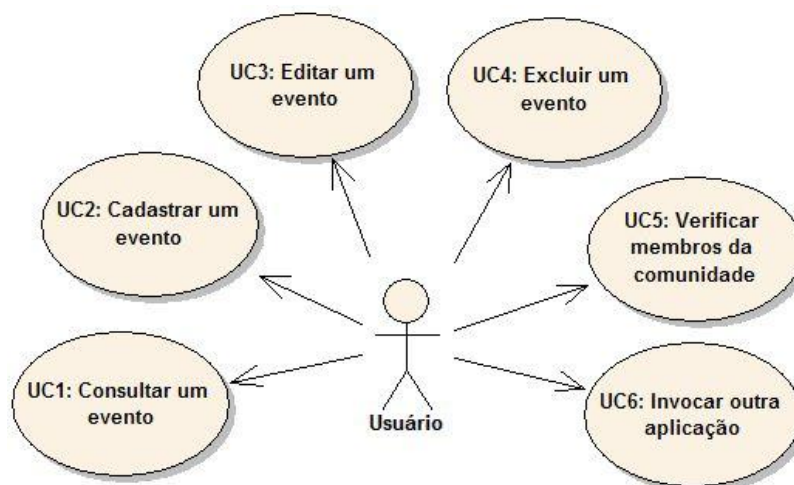 UC3: Editar um
evento
UC4: Excluir um
evento
UC2: Cadastrar um
evento
UC5: Verificar
membros da
comunidade
UC1: Consultar um
evento
UC6: Invocar outra
aplicação
Usuário